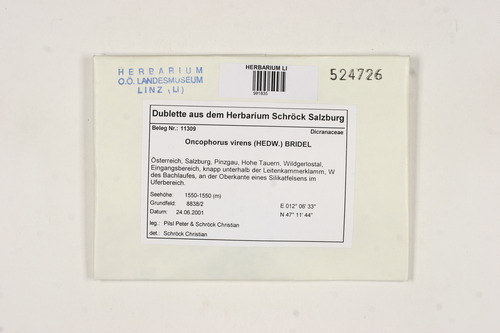 HERBARIUM
O.Ö. LANDESMUSEUM
LINZ (LI)
HERBARIUM LI
981835
524726
Dublette aus dem Herbarium Schröck Salzburg
Beleg Nr.: 11309
Dicranaceae
Oncophorus virens (HEDW.) BRIDEL
Österreich, Salzburg, Pinzgau, Hohe Tauern, Wildgerlostal,
Eingangsbereich, knapp unterhalb der Leitenkammerklamm, W
des Bachlaufes, an der Oberkante eines Silikatfelsens im
Uferbereich.
Seehöhe: 1550-1550 (m)
Grundfeld: 8838/2
E 012° 06' 33"
Datum: 24.06.2001
N 47° 11' 44"
leg.: Pilsl Peter & Schröck Christian
det.: Schröck Christian